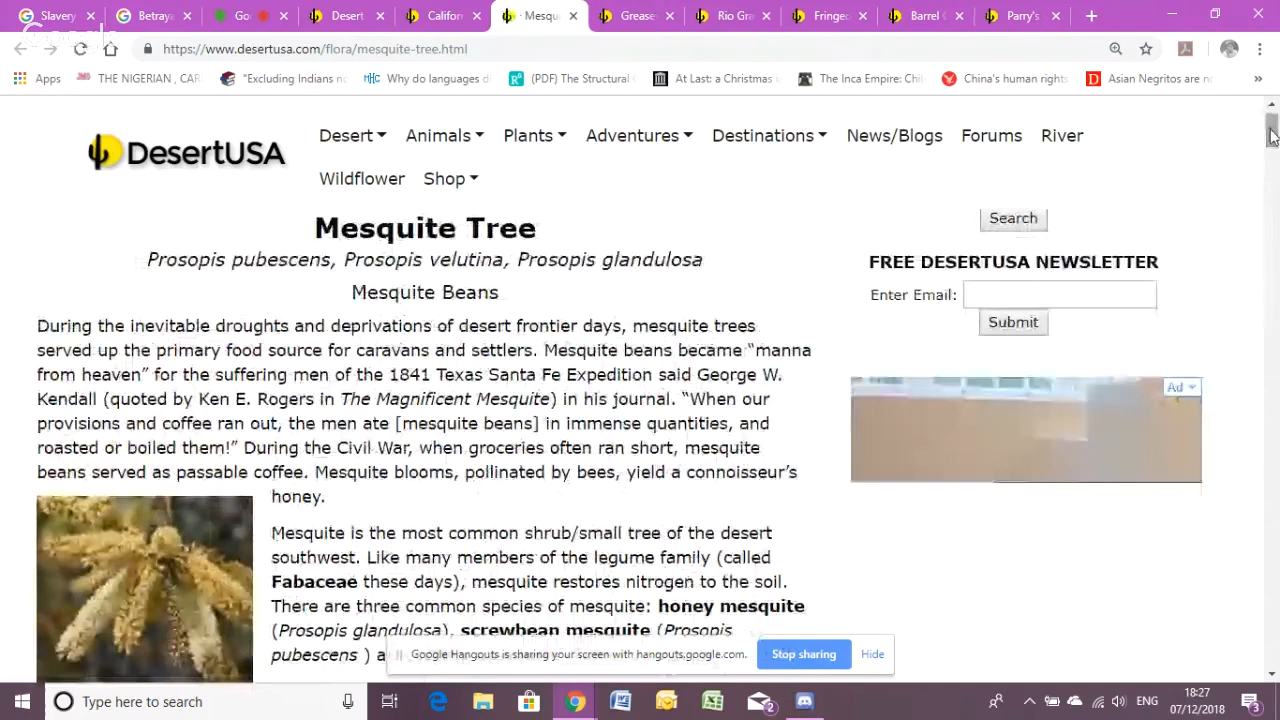 Slavery
Betraya
Goo
Desert
Californ
Mesqui
Grease
Rio Gra
Fringed
Barrel C
Parry's
https://www.desertusa.com/flora/mesquite-tree.html
Apps
THE NIGERIAN , CAR
"Excluding Indians no
Why do languages di
(PDF) The Structural C
At Last: a Christmas u
The Inca Empire: Chi
China's human rights
Asian Negritos are no
DesertUSA
Desert
Animals
Plants
Adventures
Destinations
News/Blogs
Forums
River
Wildflower
Shop
Mesquite Tree
Prosopis pubescens, Prosopis velutina, Prosopis glandulosa
Mesquite Beans
During the inevitable droughts and deprivations of desert frontier days, mesquite trees
served up the primary food source for caravans and settlers. Mesquite beans became “manna
from heaven” for the suffering men of the 1841 Texas Santa Fe Expedition said George W.
Kendall (quoted by Ken E. Rogers in The Magnificent Mesquite) in his journal. “When our
provisions and coffee ran out, the men ate [mesquite beans] in immense quantities, and
roasted or boiled them!” During the Civil War, when groceries often ran short, mesquite
beans served as passable coffee. Mesquite blooms, pollinated by bees, yield a connoisseur’s
honey.
Mesquite is the most common shrub/small tree of the desert
southwest. Like many members of the legume family (called
Fabaceae these days), mesquite restores nitrogen to the soil.
There are three common species of mesquite: honey mesquite
(Prosopis glandulosa), screwbean mesquite (Prosopis
pubescens ) a
Search
FREE DESERTUSA NEWSLETTER
Enter Email:
Submit
Ad
Google Hangouts is sharing your screen with hangouts.google.com.
Stop sharing
Hide
Type here to search
2
ENG
18:27
07/12/2018
3